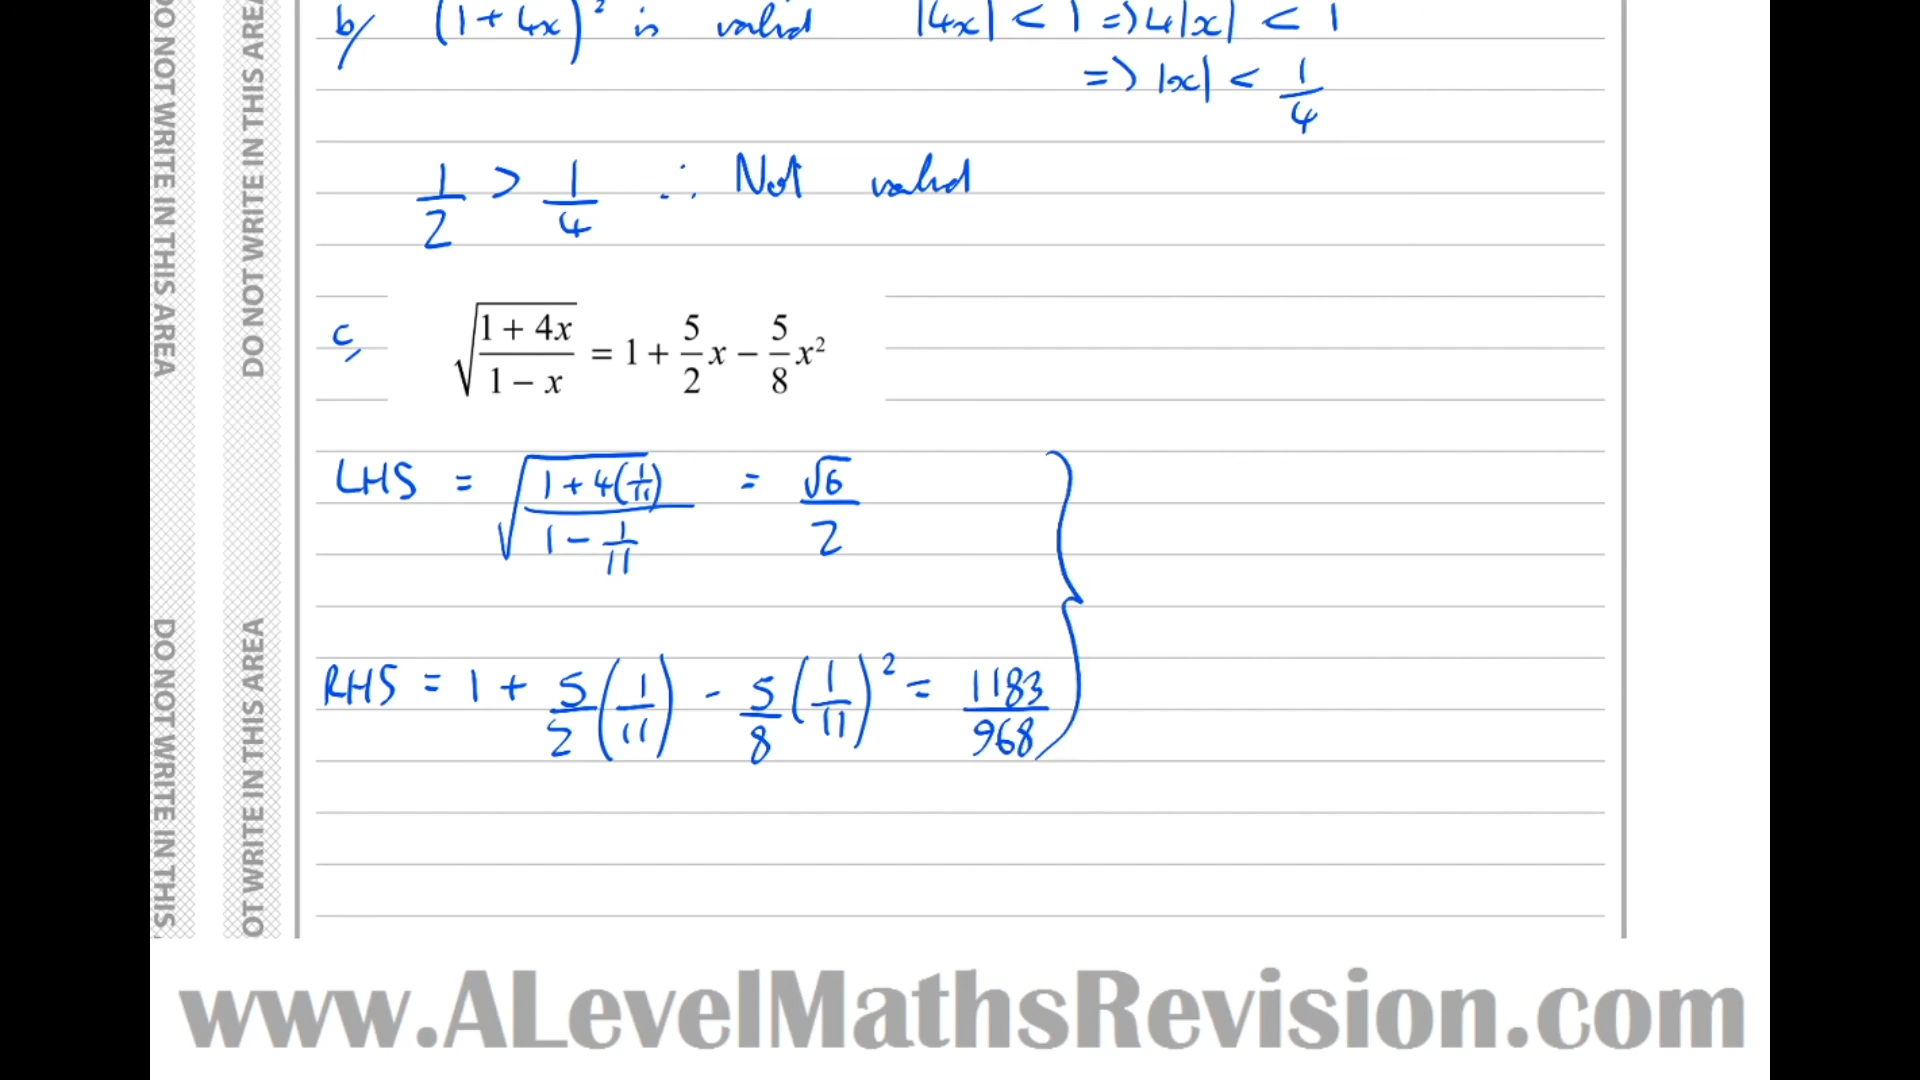 b/ (1+4x)^2 is valid |4x| < 1 => 4|x| < 1
=> |x| < 1/4
1/2 > 1/4 ∴ Not valid
c, √((1 + 4x)/(1 − x)) = 1 + 5/2 x − 5/8 x²
LHS = √((1+4(1/11))/(1-1/11)) = √6/2
RHS = 1 + 5/2(1/11) - 5/8(1/11)² = 1183/968
DO NOT WRITE IN THIS AREA
DO NOT WRITE IN THIS AREA
DO NOT WRITE IN THIS
OT WRITE IN THIS AREA
www.ALevelMathsRevision.com